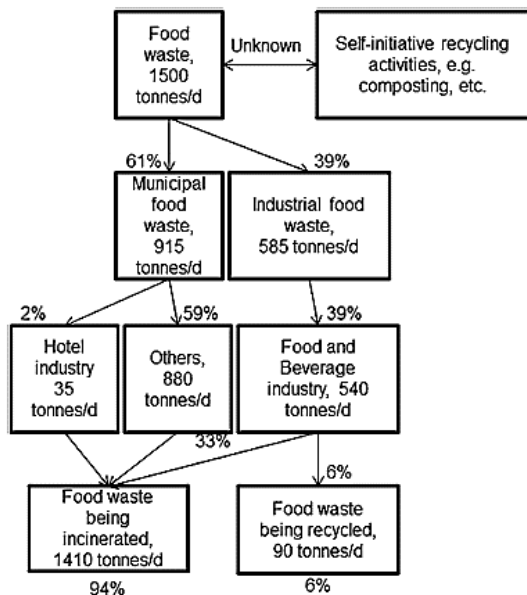 Food
waste,
1500
tonnes/d
Unknown
Self-initiative recycling
activities, e.g.
composting, etc.
61%
39%
Municipal
food
waste,
915
tonnes/d
Industrial food
waste,
585 tonnes/d
2%
59%
39%
Hotel
industry
35
tonnes/d
Others,
880
tonnes/d
Food and
Beverage
industry, 540
tonnes/d
33%
6%
Food waste
being
incinerated,
1410 tonnes/d
Food waste
being recycled,
90 tonnes/d
94%
6%